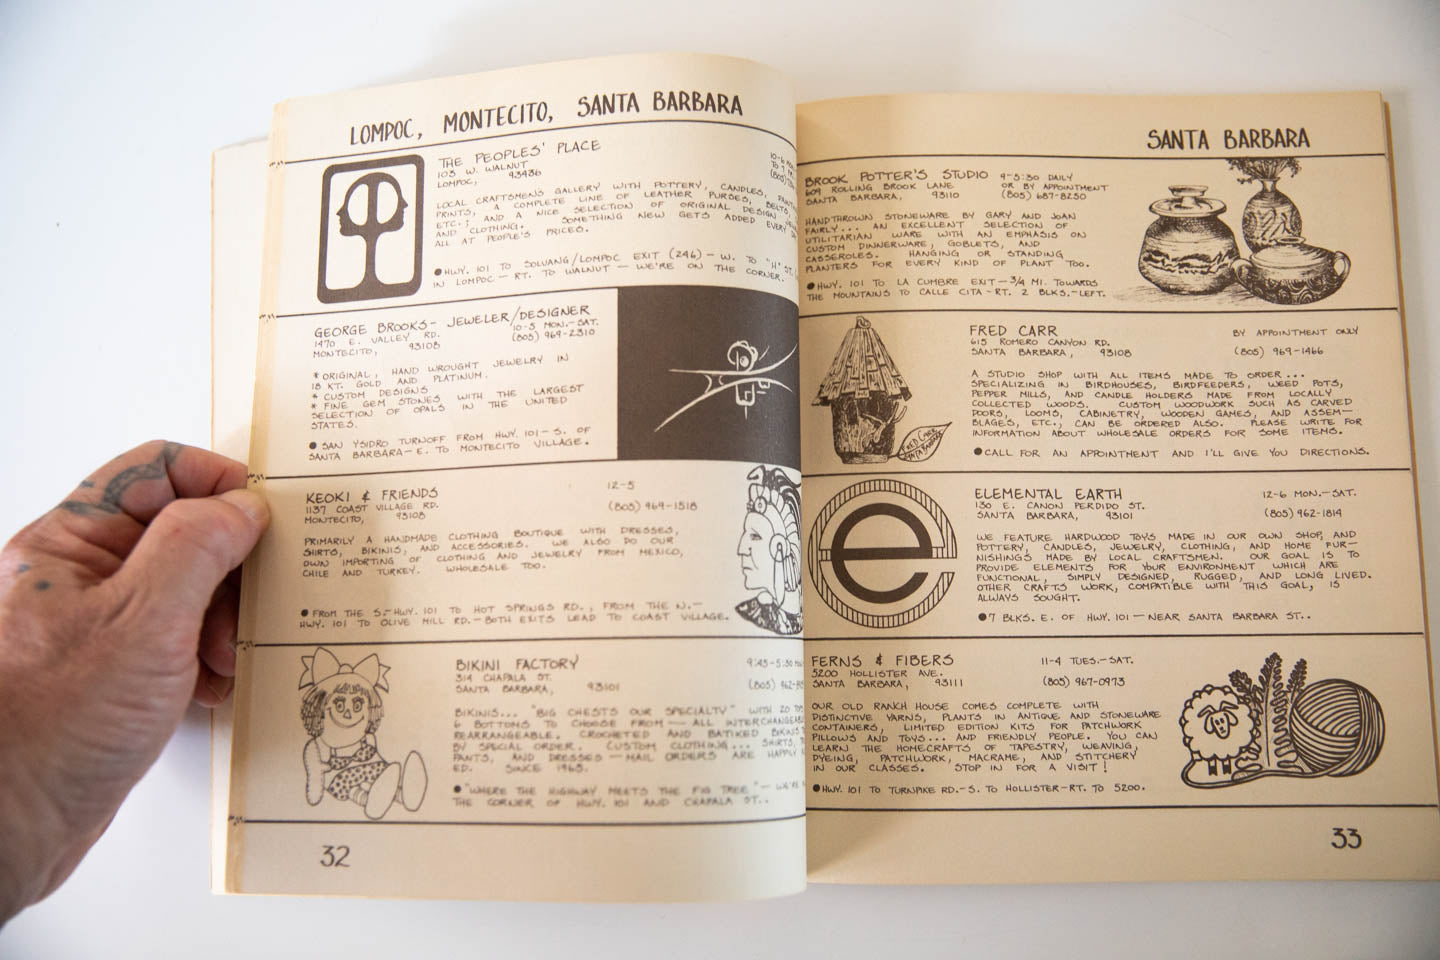 LOMPOC, MONTECITO, SANTA BARBARA
THE PEOPLES' PLACE
103 W. WALNUT
LOMPOC, 93436
10-6 MON.
TO 9 FRI.
(805)
LOCAL CRAFTSMENS GALLERY WITH POTTERY, CANDLES,
PRINTS, A COMPLETE LINE OF LEATHER PURSES, BELTS,
ETC.; AND A NICE SELECTION OF ORIGINAL DESIGN
AND CLOTHING. SOMETHING NEW GETS ADDED EVERY
ALL AT PEOPLE'S PRICES.
●HWY. 101 TO SOLVANG/LOMPOC EXIT (246) – W. TO "H" ST.
IN LOMPOC – RT. TO WALNUT – WE'RE ON THE CORNER.
GEORGE BROOKS- JEWELER/DESIGNER
1470 E. VALLEY RD.
MONTECITO, 93108
10-5 MON.-SAT.
(805) 969-2310
* ORIGINAL, HAND WROUGHT JEWELRY IN
18 KT. GOLD AND PLATINUM.
* CUSTOM DESIGNS
* FINE GEM STONES WITH THE LARGEST
SELECTION OF OPALS IN THE UNITED
STATES.
● SAN YSIDRO TURNOFF FROM HWY. 101-S. OF
SANTA BARBARA-E. TO MONTECITO VILLAGE.
KEOKI & FRIENDS
1137 COAST VILLAGE RD.
MONTECITO, 93108
12-5
(805) 969-1518
PRIMARILY A HANDMADE CLOTHING BOUTIQUE WITH DRESSES,
SHIRTS, BIKINIS, AND ACCESSORIES. WE ALSO DO OUR
OWN IMPORTING OF CLOTHING AND JEWELRY FROM MEXICO,
CHILE AND TURKEY. WHOLESALE TOO.
● FROM THE S.-HWY. 101 TO HOT SPRINGS RD., FROM THE N.-
HWY. 101 TO OLIVE MILL RD.-BOTH EXITS LEAD TO COAST VILLAGE.
BIKINI FACTORY
314 CHAPALA ST.
SANTA BARBARA, 93101
9:45-5:30
(805) 962-
BIKINIS... "BIG CHESTS OUR SPECIALTY" WITH 20
6 BOTTOMS TO CHOOSE FROM – ALL INTERCHANGEABLE
REARRANGEABLE. CROCHETED AND BATIKED BIKINIS
BY SPECIAL ORDER. CUSTOM CLOTHING... SHIRTS,
PANTS, AND DRESSES – MAIL ORDERS ARE HAPPILY
ED. SINCE 1965.
● "WHERE THE HIGHWAY MEETS THE FIG TREE" – WE'RE
THE CORNER OF HWY. 101 AND CHAPALA ST..
32
SANTA BARBARA
BROOK POTTER'S STUDIO
609 ROLLING BROOK LANE
SANTA BARBARA, 93110
9-5:30 DAILY
OR BY APPOINTMENT
(805) 687-8250
HANDTHROWN STONEWARE BY GARY AND JOAN
FAIRLY... AN EXCELLENT SELECTION OF
UTILITARIAN WARE WITH AN EMPHASIS ON
CUSTOM DINNERWARE, GOBLETS, AND
CASSEROLES. HANGING OR STANDING
PLANTERS FOR EVERY KIND OF PLANT TOO.
●HWY. 101 TO LA CUMBRE EXIT – 3/4 MI. TOWARDS
THE MOUNTAINS TO CALLE CITA - RT. 2 BLKS.-LEFT.
FRED CARR
615 ROMERO CANYON RD.
SANTA BARBARA, 93108
BY APPOINTMENT ONLY
(805) 969-1466
A STUDIO SHOP WITH ALL ITEMS MADE TO ORDER...
SPECIALIZING IN BIRDHOUSES, BIRDFEEDERS, WEED POTS,
PEPPER MILLS, AND CANDLE HOLDERS MADE FROM LOCALLY
COLLECTED WOODS. CUSTOM WOODWORK SUCH AS CARVED
DOORS, LOOMS, CABINETRY, WOODEN GAMES, AND ASSEM-
BLAGES, ETC., CAN BE ORDERED ALSO. PLEASE WRITE FOR
INFORMATION ABOUT WHOLESALE ORDERS FOR SOME ITEMS.
●CALL FOR AN APPOINTMENT AND I'LL GIVE YOU DIRECTIONS.
FRED CARR
SANTA BARBARA
e
ELEMENTAL EARTH
130 E. CANON PERDIDO ST.
SANTA BARBARA, 93101
12-6 MON.-SAT.
(805) 962-1814
WE FEATURE HARDWOOD TOYS MADE IN OUR OWN SHOP, AND
POTTERY, CANDLES, JEWELRY, CLOTHING, AND HOME FUR-
NISHINGS MADE BY LOCAL CRAFTSMEN. OUR GOAL IS TO
PROVIDE ELEMENTS FOR YOUR ENVIRONMENT WHICH ARE
FUNCTIONAL, SIMPLY DESIGNED, RUGGED, AND LONG LIVED.
OTHER CRAFTS WORK, COMPATIBLE WITH THIS GOAL, IS
ALWAYS SOUGHT.
●7 BLKS. E. OF HWY. 101 – NEAR SANTA BARBARA ST..
FERNS & FIBERS
5200 HOLLISTER AVE.
SANTA BARBARA, 93111
11-4 TUES.-SAT.
(805) 967-0973
OUR OLD RANCH HOUSE COMES COMPLETE WITH
DISTINCTIVE YARNS, PLANTS IN ANTIQUE AND STONEWARE
CONTAINERS, LIMITED EDITION KITS FOR PATCHWORK
PILLOWS AND TOYS... AND FRIENDLY PEOPLE. YOU CAN
LEARN THE HOMECRAFTS OF TAPESTRY, WEAVING,
DYEING, PATCHWORK, MACRAME, AND STITCHERY
IN OUR CLASSES. STOP IN FOR A VISIT!
●HWY. 101 TO TURNPIKE RD.-S. TO HOLLISTER-RT. TO 5200.
33